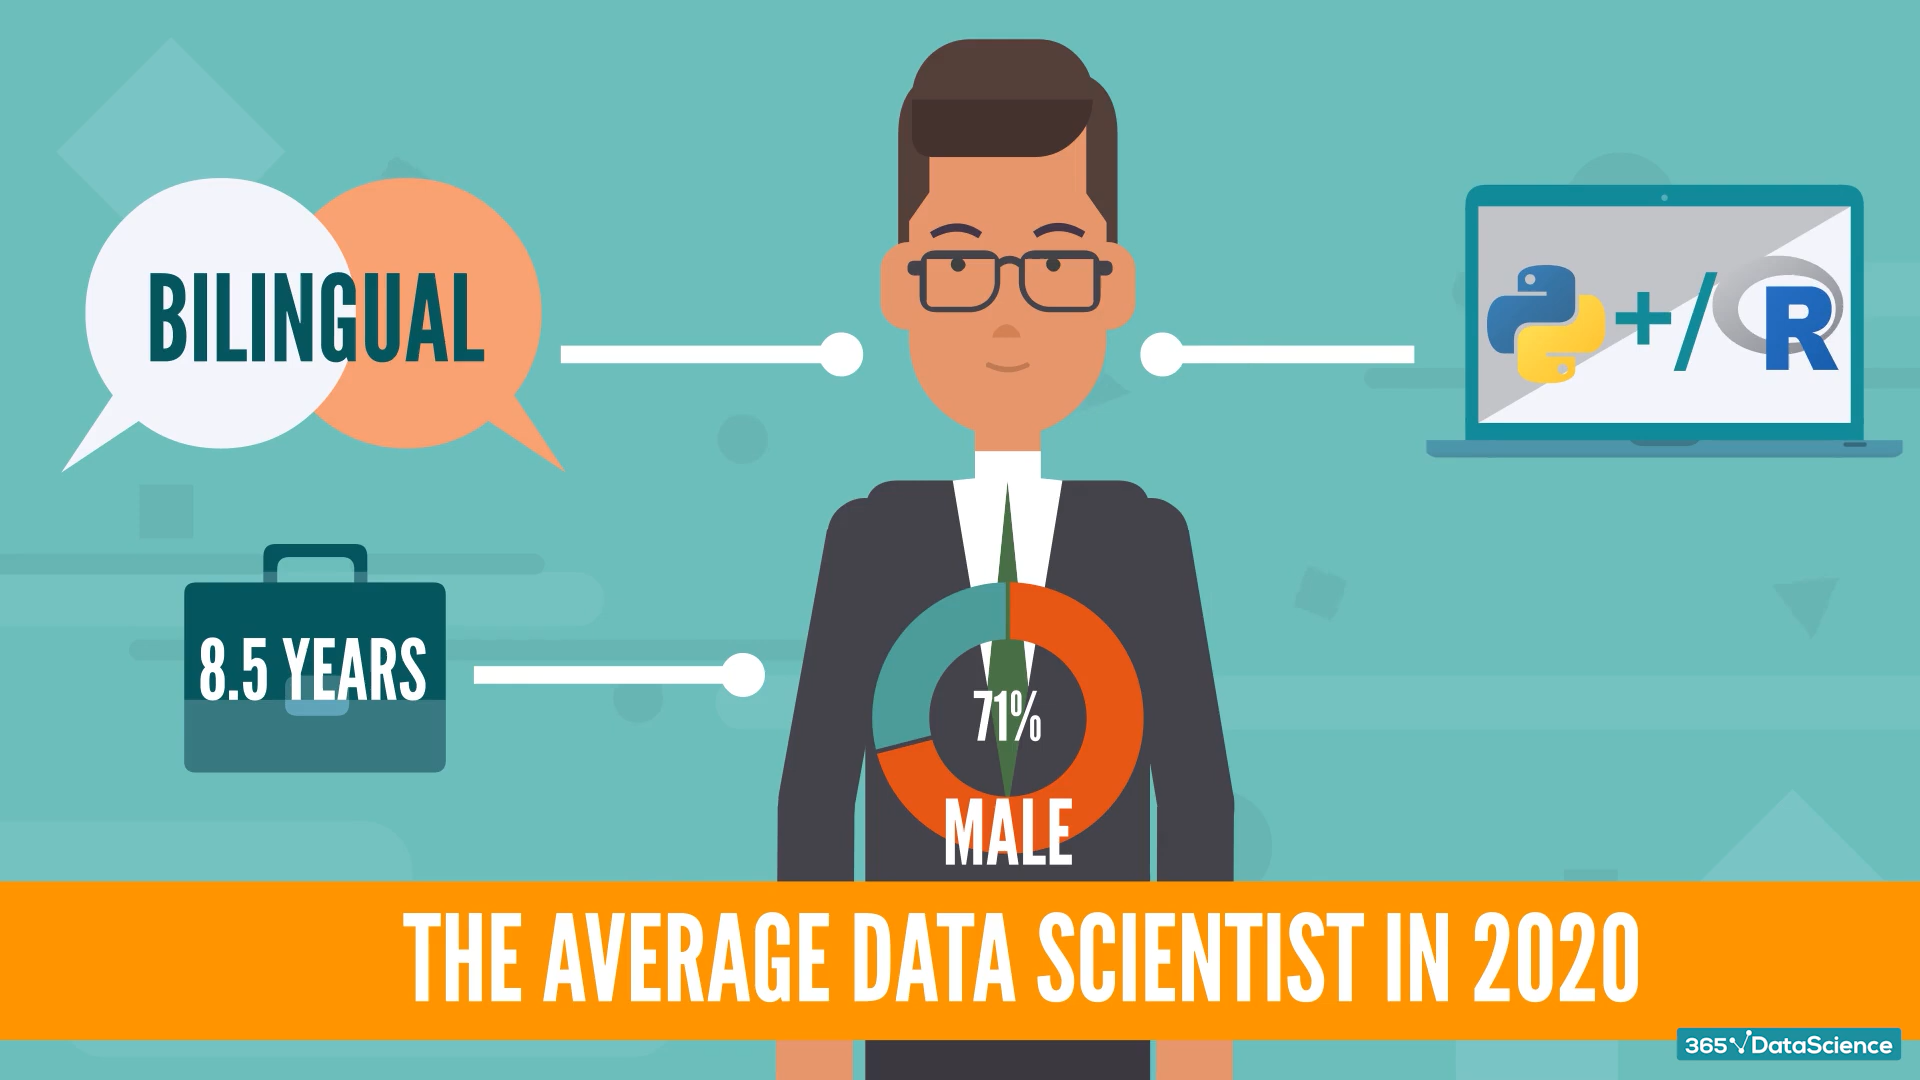 BILINGUAL
+/R
8.5 YEARS
71%
MALE
THE AVERAGE DATA SCIENTIST IN 2020
365 DataScience